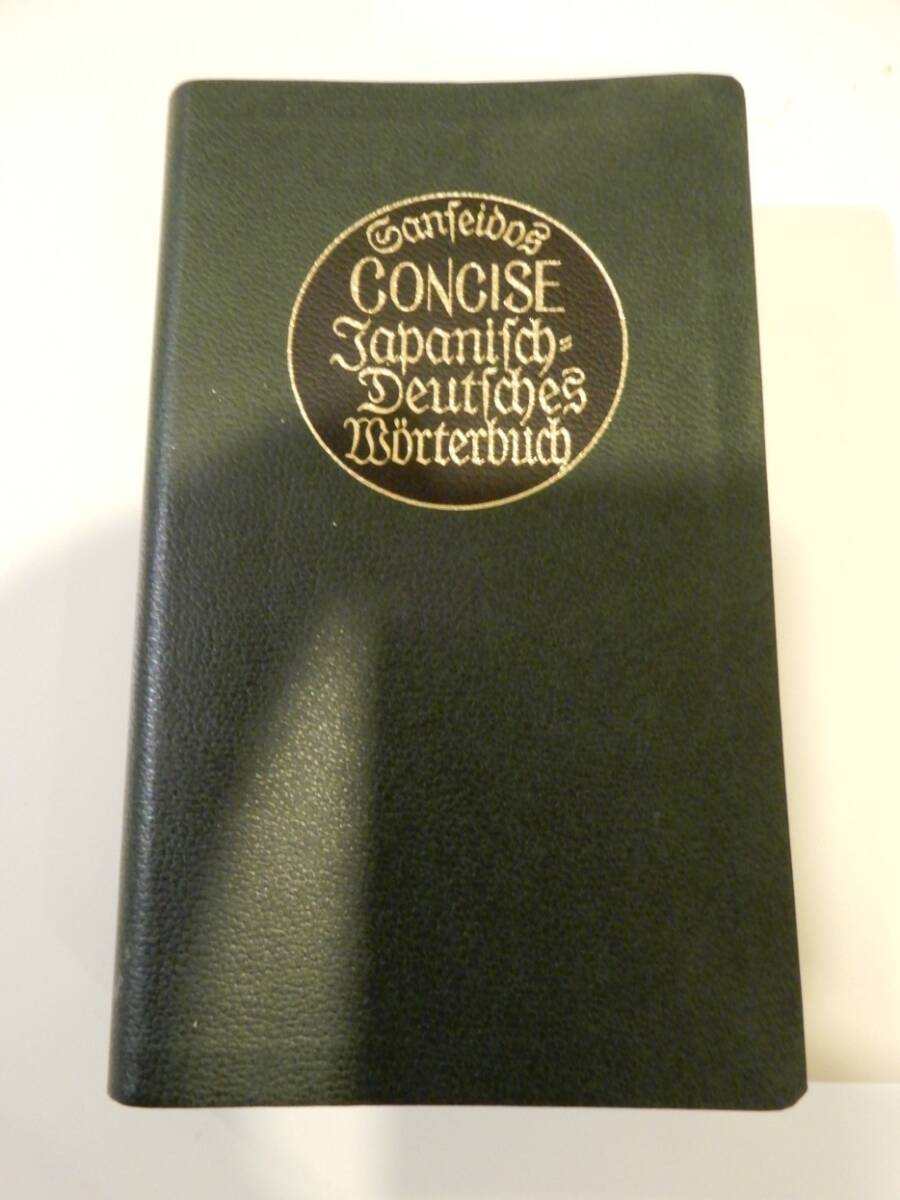 Sanſeidos
CONCISE
Japaniſch-
Deutſches
Wörterbuch